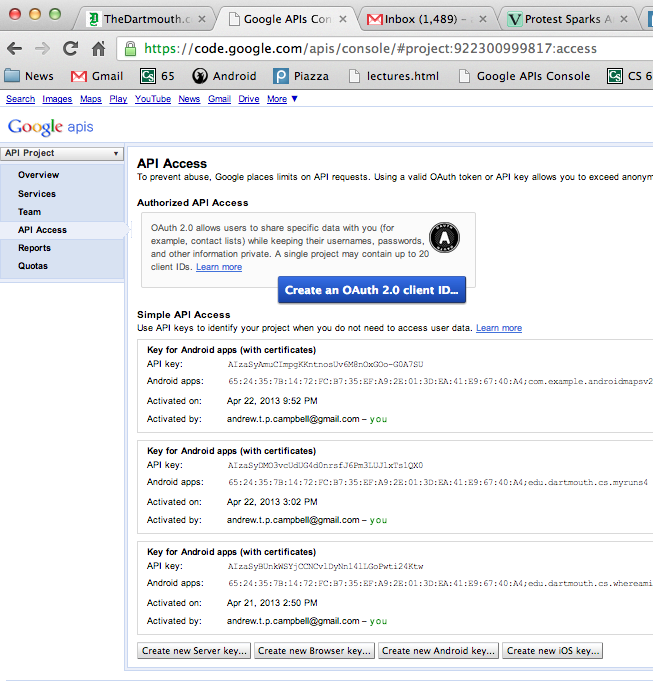 TheDartmouth.c
Google APIs Con
Inbox (1,489) – a
Protest Sparks A
https://code.google.com/apis/console/#project:922300999817:access
News Gmail CS 65 Android Piazza lectures.html Google APIs Console CS 6
Search Images Maps Play YouTube News Gmail Drive More ▼
Google apis
API Project
Overview
Services
Team
API Access
Reports
Quotas
API Access
To prevent abuse, Google places limits on API requests. Using a valid OAuth token or API key allows you to exceed anonym
Authorized API Access
OAuth 2.0 allows users to share specific data with you (for
example, contact lists) while keeping their usernames, passwords,
and other information private. A single project may contain up to 20
client IDs. Learn more
Create an OAuth 2.0 client ID...
Simple API Access
Use API keys to identify your project when you do not need to access user data. Learn more
Key for Android apps (with certificates)
API key:
Android apps: 65:24:35:7B:14:72:FC:B7:35:EF:A9:2E:01:3D:EA:41:E9:67:40:A4;com.example.androidmapsv2
Activated on: Apr 22, 2013 9:52 PM
Activated by: andrew.t.p.campbell@gmail.com – you
Key for Android apps (with certificates)
API key:
Android apps: 65:24:35:7B:14:72:FC:B7:35:EF:A9:2E:01:3D:EA:41:E9:67:40:A4;edu.dartmouth.cs.myruns4
Activated on: Apr 22, 2013 3:02 PM
Activated by: andrew.t.p.campbell@gmail.com – you
Key for Android apps (with certificates)
API key:
Android apps: 65:24:35:7B:14:72:FC:B7:35:EF:A9:2E:01:3D:EA:41:E9:67:40:A4;edu.dartmouth.cs.whereami
Activated on: Apr 21, 2013 2:50 PM
Activated by: andrew.t.p.campbell@gmail.com – you
Create new Server key... Create new Browser key... Create new Android key... Create new iOS key...